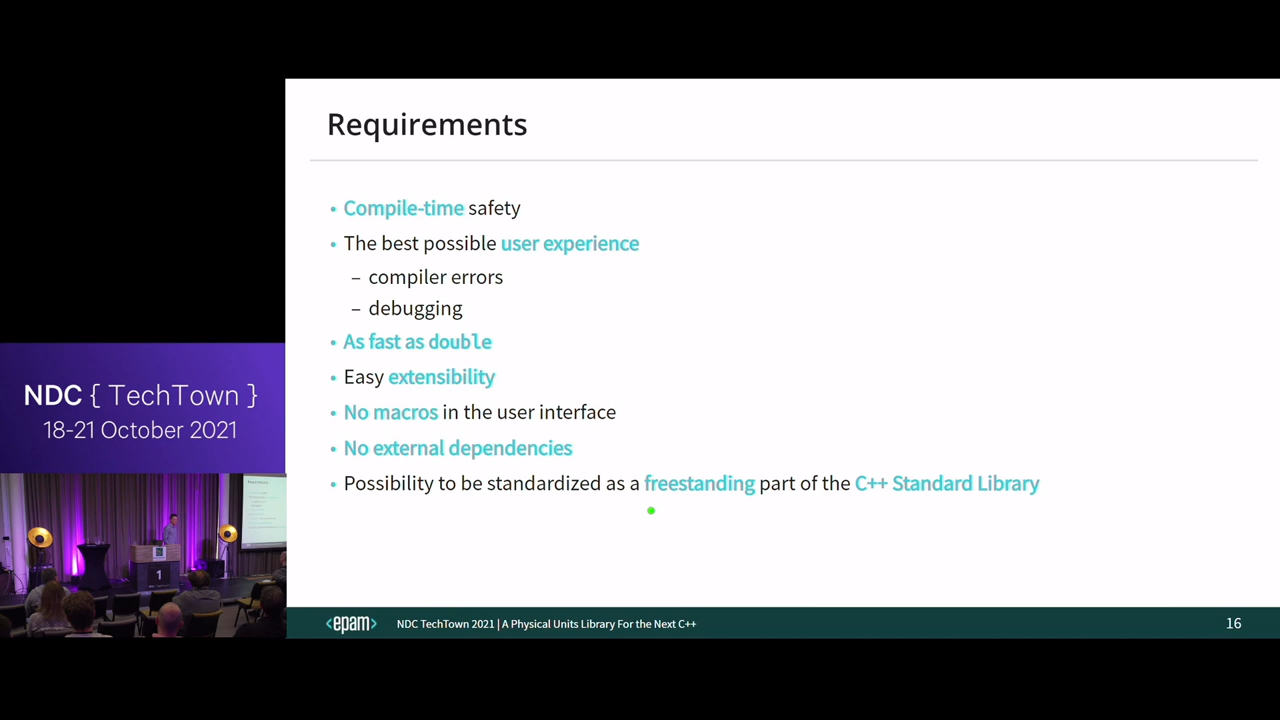 Requirements
• Compile-time safety
• The best possible user experience
– compiler errors
– debugging
• As fast as double
• Easy extensibility
• No macros in the user interface
• No external dependencies
• Possibility to be standardized as a freestanding part of the C++ Standard Library
NDC { TechTown }
18-21 October 2021
1
<epam>
NDC TechTown 2021 | A Physical Units Library For the Next C++
16